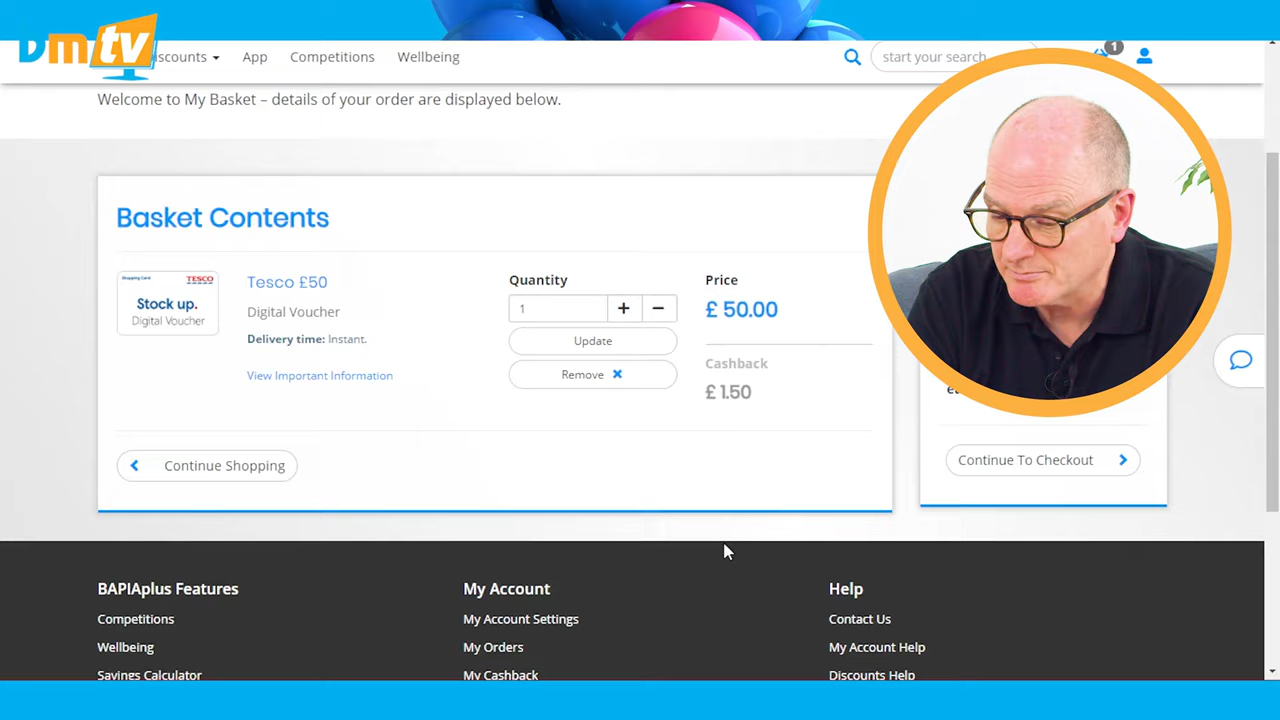 Dmtv
iscounts App Competitions Wellbeing
start your search
1
Welcome to My Basket – details of your order are displayed below.
Basket Contents
Shopping Card TESCO
Stock up.
Digital Voucher
Tesco £50
Digital Voucher
Delivery time: Instant.
View Important Information
Quantity
1 + −
Update
Remove
Price
£ 50.00
Cashback
£ 1.50
Continue Shopping
Continue To Checkout
BAPIAplus Features
Competitions
Wellbeing
Savings Calculator
My Account
My Account Settings
My Orders
My Cashback
Help
Contact Us
My Account Help
Discounts Help